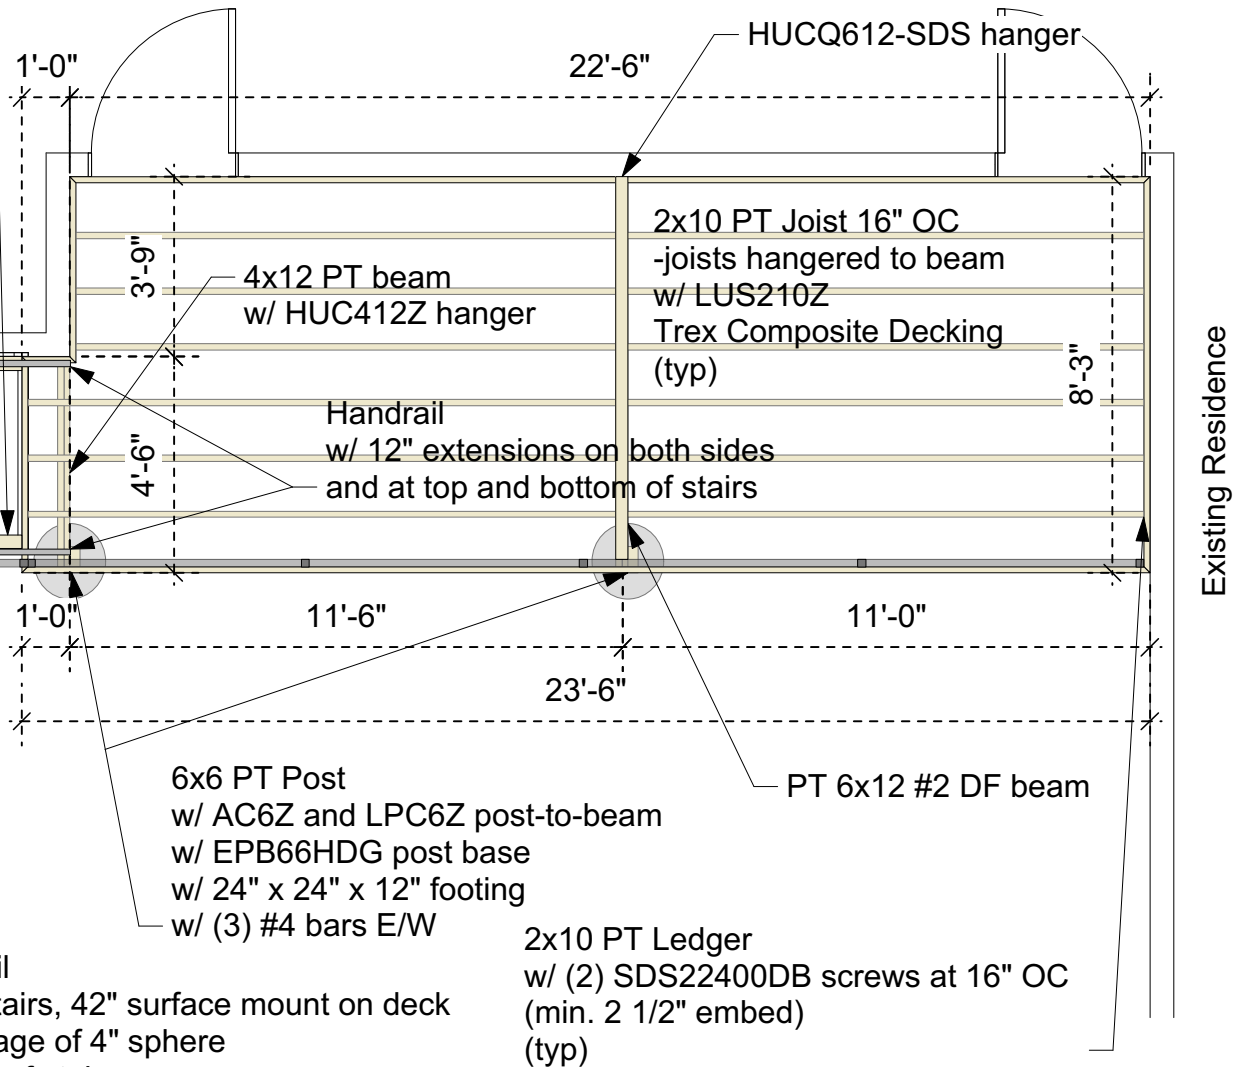 HUCQ612-SDS hanger
1'-0"
22'-6"
2x10 PT Joist 16" OC
-joists hangered to beam
w/ LUS210Z
Trex Composite Decking
(typ)
3'-9"
4x12 PT beam
w/ HUC412Z hanger
8'-3"
Existing Residence
Handrail
w/ 12" extensions on both sides
and at top and bottom of stairs
4'-6"
1'-0"
11'-6"
11'-0"
23'-6"
6x6 PT Post
w/ AC6Z and LPC6Z post-to-beam
w/ EPB66HDG post base
w/ 24" x 24" x 12" footing
w/ (3) #4 bars E/W
PT 6x12 #2 DF beam
2x10 PT Ledger
w/ (2) SDS22400DB screws at 16" OC
(min. 2 1/2" embed)
(typ)
42" surface mount on deck
of 4" sphere